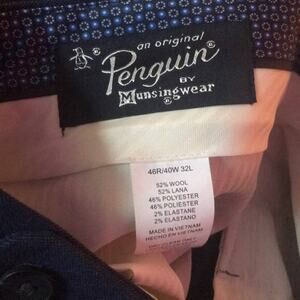 an original
Penguin®
BY
Munsingwear®
46R/40W 32L
52% WOOL
52% LANA
46% POLYESTER
46% POLIESTER
2% ELASTANE
2% ELASTANO
MADE IN VIETNAM
HECHO EN VIETNAM